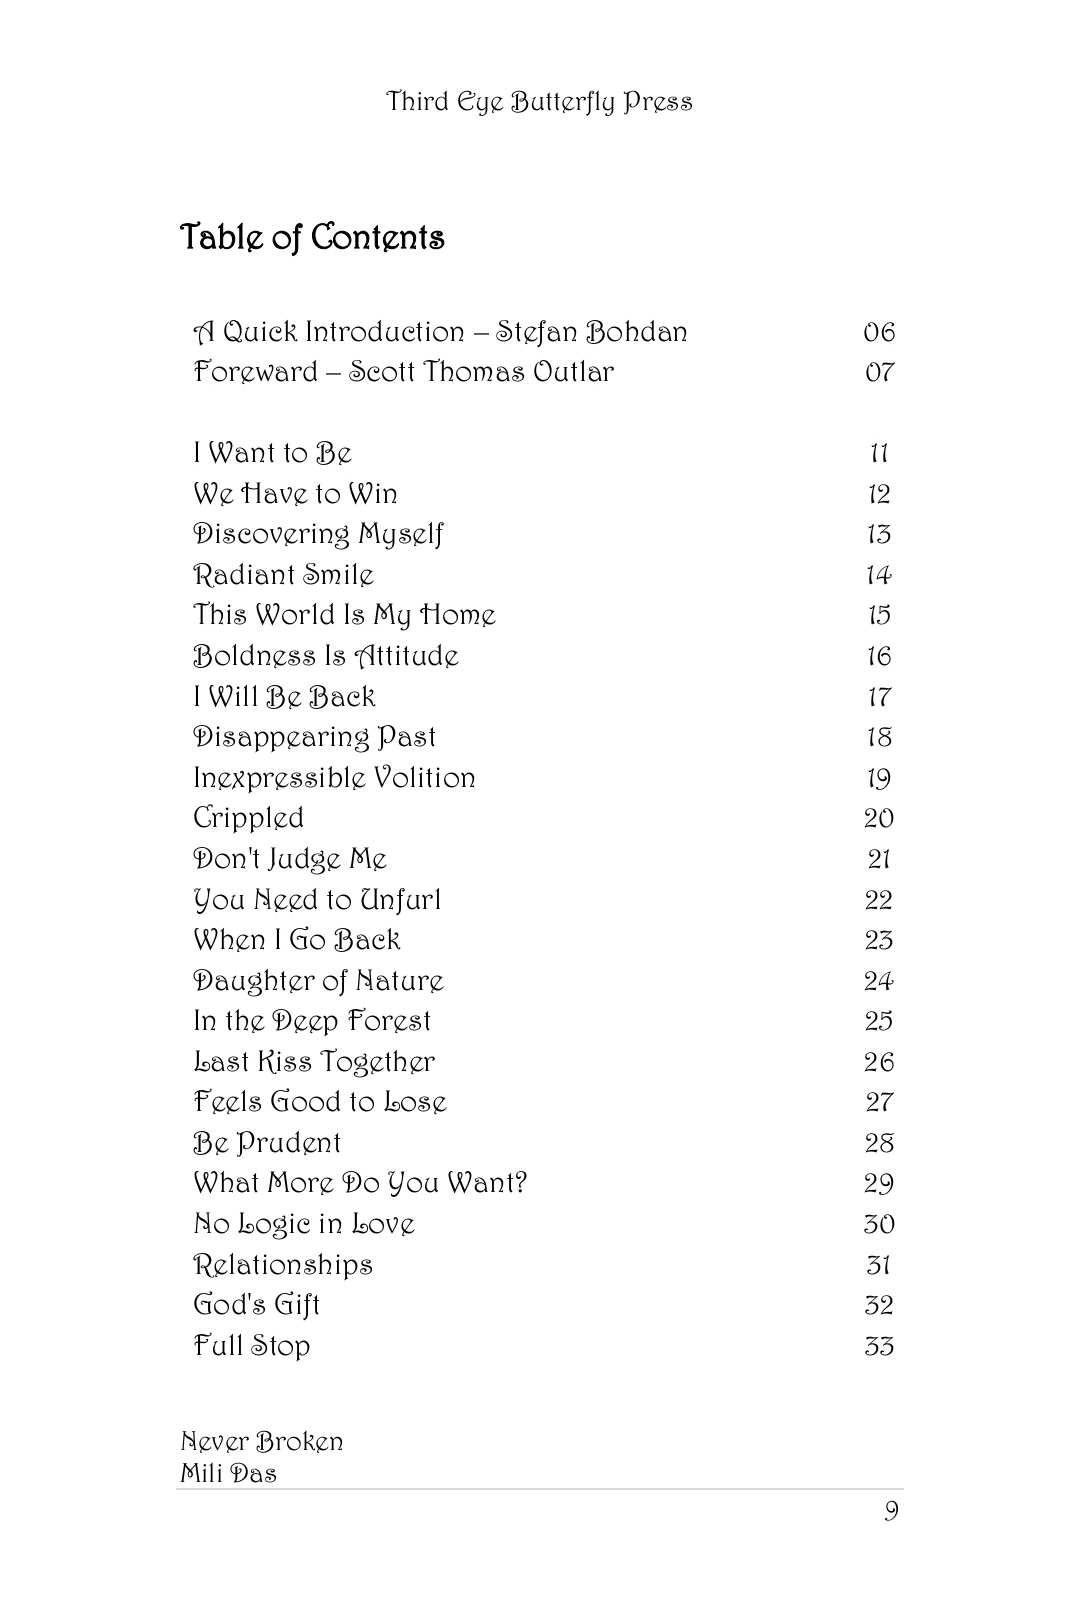 Third Eye Butterfly Press
Table of Contents
A Quick Introduction – Stefan Bohdan 06
Foreward – Scott Thomas Outlar 07
I Want to Be 11
We Have to Win 12
Discovering Myself 13
Radiant Smile 14
This World Is My Home 15
Boldness Is Attitude 16
I Will Be Back 17
Disappearing Past 18
Inexpressible Volition 19
Crippled 20
Don't Judge Me 21
You Need to Unfurl 22
When I Go Back 23
Daughter of Nature 24
In the Deep Forest 25
Last Kiss Together 26
Feels Good to Lose 27
Be Prudent 28
What More Do You Want? 29
No Logic in Love 30
Relationships 31
God's Gift 32
Full Stop 33
Never Broken
Mili Das
9